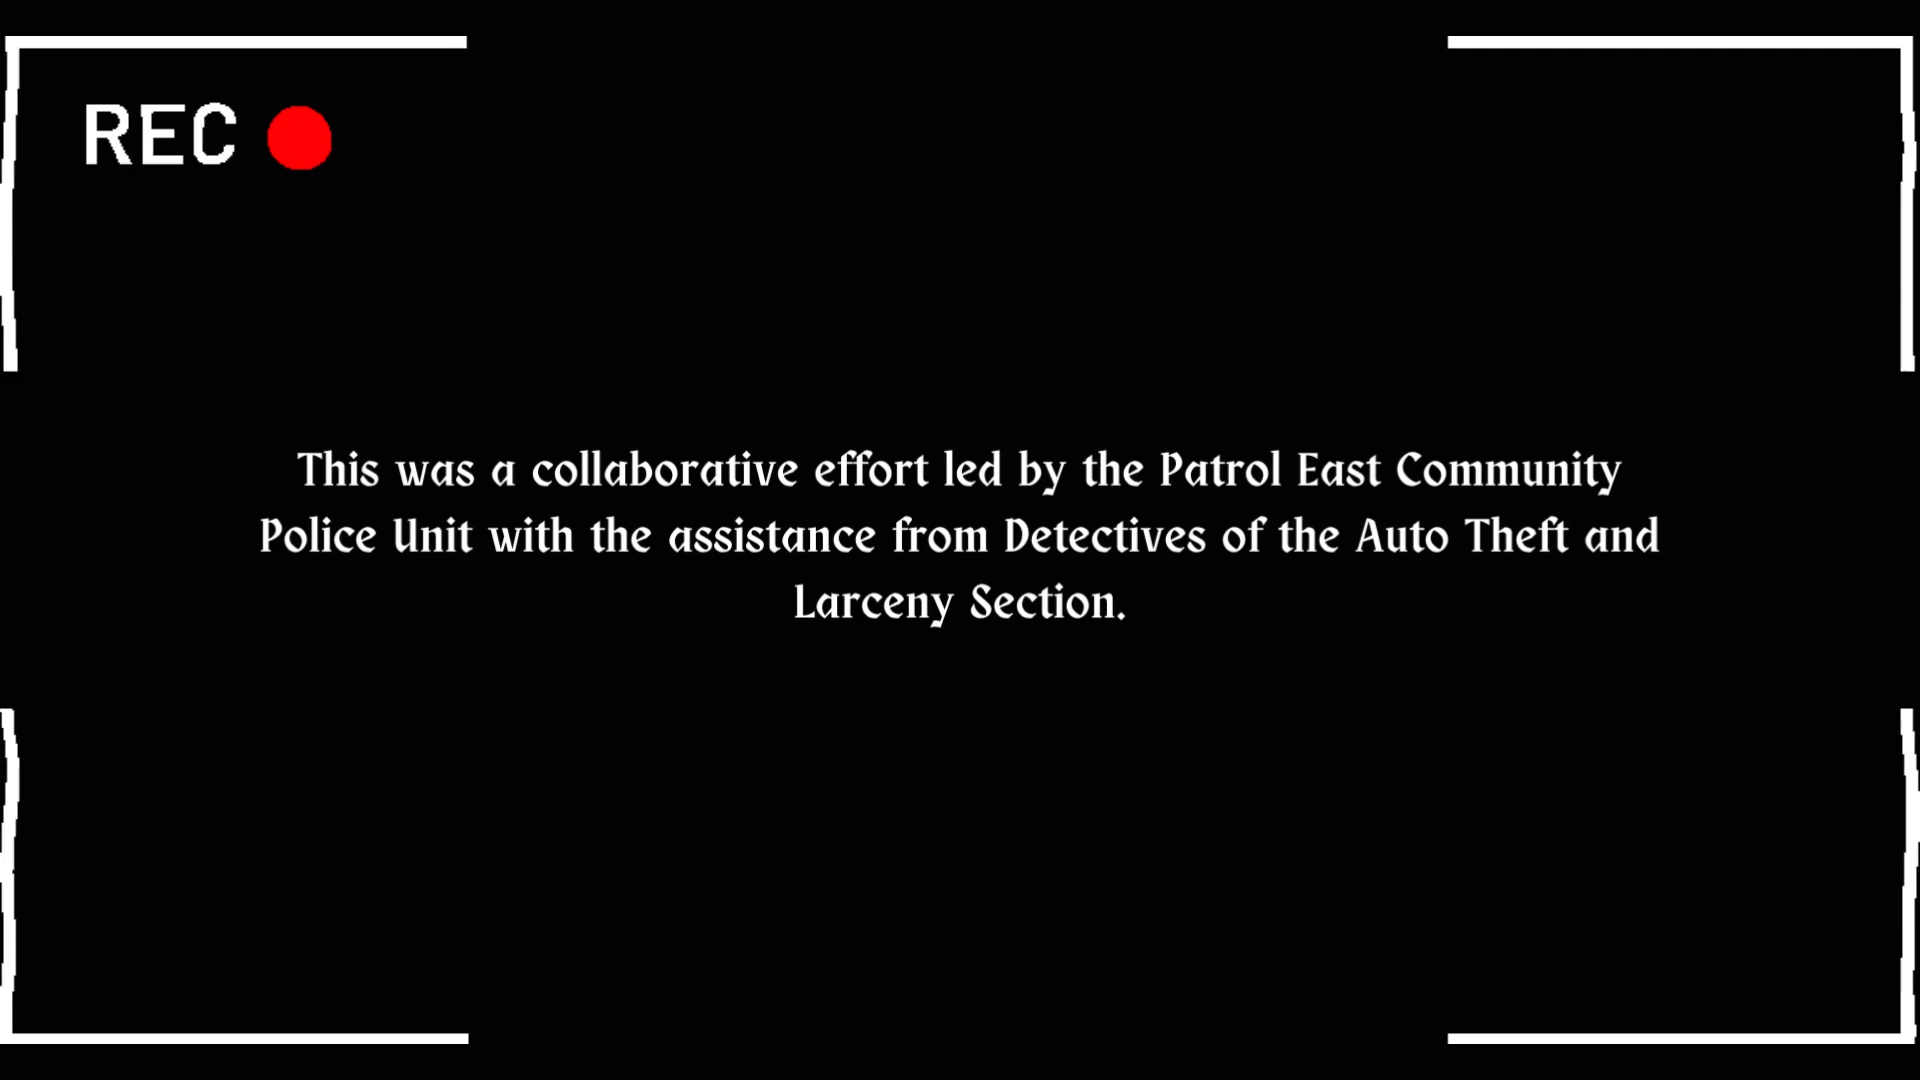 REC
This was a collaborative effort led by the Patrol East Community
Police Unit with the assistance from Detectives of the Auto Theft and
Larceny Section.